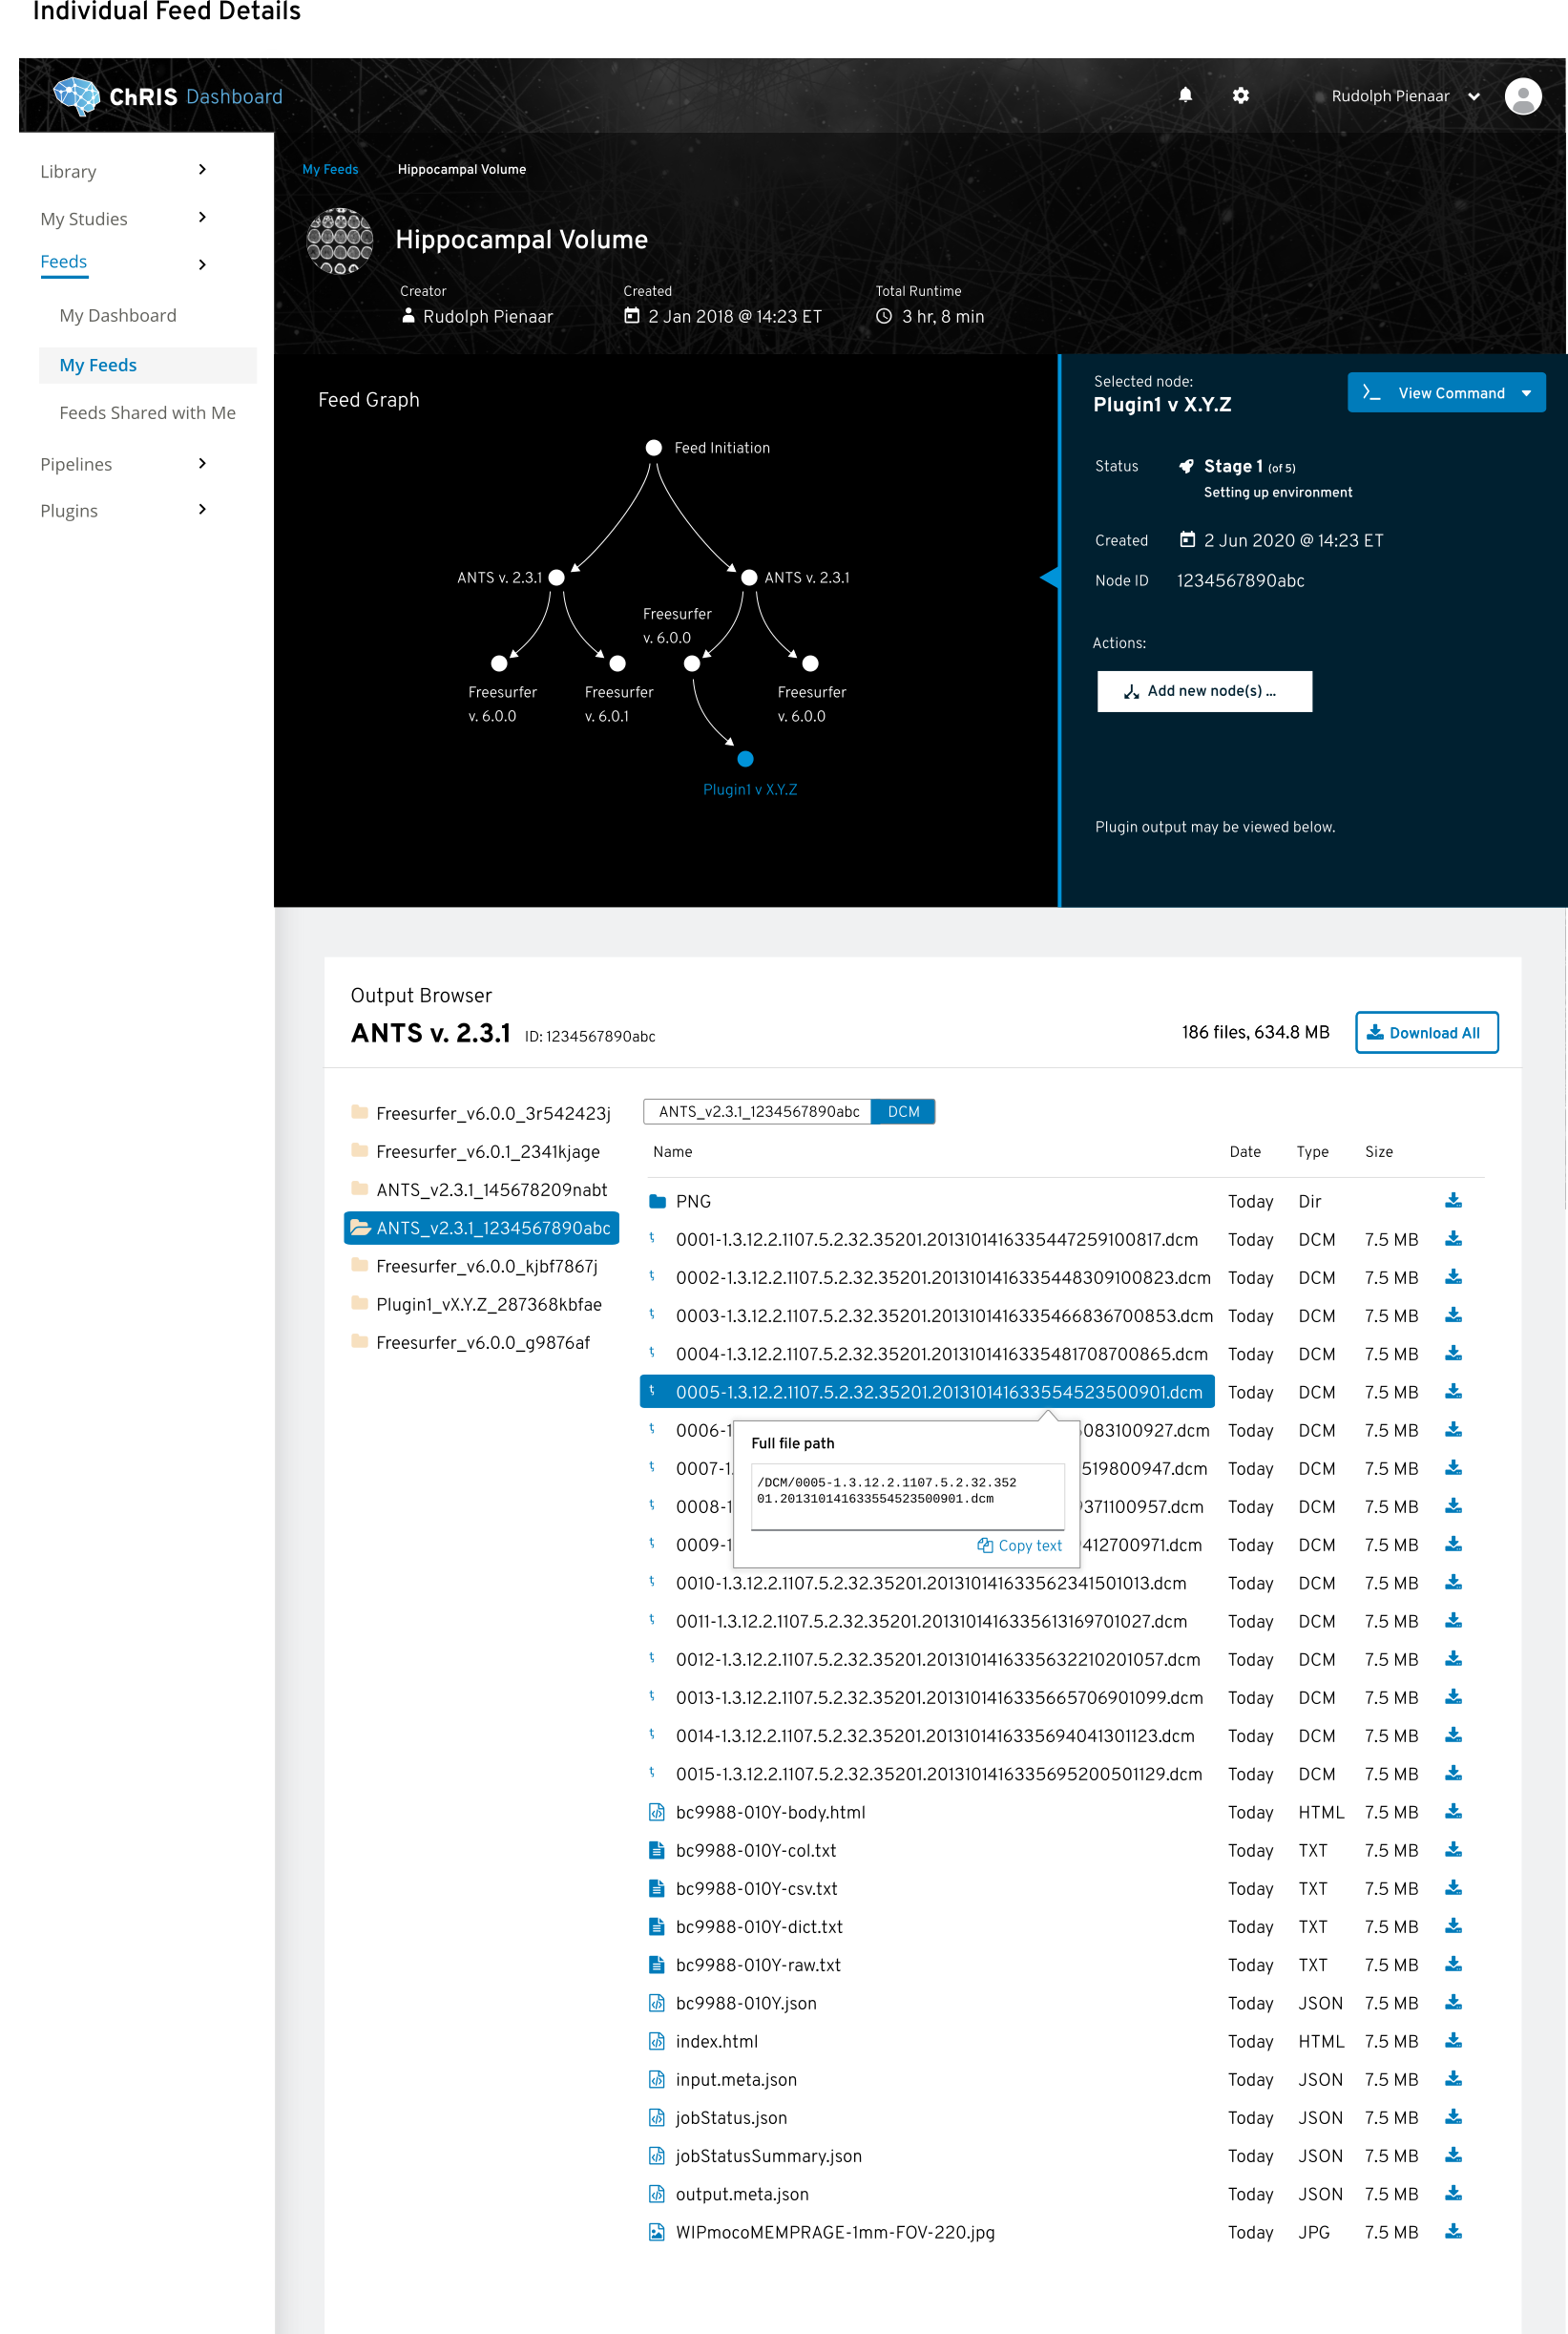 Individual Feed Details
ChRIS Dashboard
Rudolph Pienaar
Library
My Studies
Feeds
My Dashboard
My Feeds
Feeds Shared with Me
Pipelines
Plugins
My Feeds Hippocampal Volume
Hippocampal Volume
Creator Created Total Runtime
Rudolph Pienaar 2 Jan 2018 @ 14:23 ET 3 hr, 8 min
Feed Graph
Feed Initiation
ANTS v. 2.3.1
ANTS v. 2.3.1
Freesurfer
v. 6.0.0
Freesurfer
v. 6.0.0
Freesurfer
v. 6.0.1
Freesurfer
v. 6.0.0
Plugin1 v X.Y.Z
Selected node:
Plugin1 v X.Y.Z
View Command
Status Stage 1 (of 5)
Setting up environment
Created 2 Jun 2020 @ 14:23 ET
Node ID 1234567890abc
Actions:
Add new node(s) ...
Plugin output may be viewed below.
Output Browser
ANTS v. 2.3.1 ID: 1234567890abc
186 files, 634.8 MB
Download All
Freesurfer_v6.0.0_3r542423j
Freesurfer_v6.0.1_2341kjage
ANTS_v2.3.1_145678209nabt
ANTS_v2.3.1_1234567890abc
Freesurfer_v6.0.0_kjbf7867j
Plugin1_vX.Y.Z_287368kbfae
Freesurfer_v6.0.0_g9876af
ANTS_v2.3.1_1234567890abc DCM
Name Date Type Size
PNG Today Dir
0001-1.3.12.2.1107.5.2.32.35201.2013101416335447259100817.dcm Today DCM 7.5 MB
0002-1.3.12.2.1107.5.2.32.35201.2013101416335448309100823.dcm Today DCM 7.5 MB
0003-1.3.12.2.1107.5.2.32.35201.2013101416335466836700853.dcm Today DCM 7.5 MB
0004-1.3.12.2.1107.5.2.32.35201.2013101416335481708700865.dcm Today DCM 7.5 MB
0005-1.3.12.2.1107.5.2.32.35201.201310141633554523500901.dcm Today DCM 7.5 MB
0006-1 083100927.dcm Today DCM 7.5 MB
0007-1. 519800947.dcm Today DCM 7.5 MB
0008-1 371100957.dcm Today DCM 7.5 MB
0009-1 412700971.dcm Today DCM 7.5 MB
Full file path
/DCM/0005-1.3.12.2.1107.5.2.32.352
01.201310141633554523500901.dcm
Copy text
0010-1.3.12.2.1107.5.2.32.35201.201310141633562341501013.dcm Today DCM 7.5 MB
0011-1.3.12.2.1107.5.2.32.35201.2013101416335613169701027.dcm Today DCM 7.5 MB
0012-1.3.12.2.1107.5.2.32.35201.2013101416335632210201057.dcm Today DCM 7.5 MB
0013-1.3.12.2.1107.5.2.32.35201.2013101416335665706901099.dcm Today DCM 7.5 MB
0014-1.3.12.2.1107.5.2.32.35201.2013101416335694041301123.dcm Today DCM 7.5 MB
0015-1.3.12.2.1107.5.2.32.35201.2013101416335695200501129.dcm Today DCM 7.5 MB
bc9988-010Y-body.html Today HTML 7.5 MB
bc9988-010Y-col.txt Today TXT 7.5 MB
bc9988-010Y-csv.txt Today TXT 7.5 MB
bc9988-010Y-dict.txt Today TXT 7.5 MB
bc9988-010Y-raw.txt Today TXT 7.5 MB
bc9988-010Y.json Today JSON 7.5 MB
index.html Today HTML 7.5 MB
input.meta.json Today JSON 7.5 MB
jobStatus.json Today JSON 7.5 MB
jobStatusSummary.json Today JSON 7.5 MB
output.meta.json Today JSON 7.5 MB
WIPmocoMEMPRAGE-1mm-FOV-220.jpg Today JPG 7.5 MB